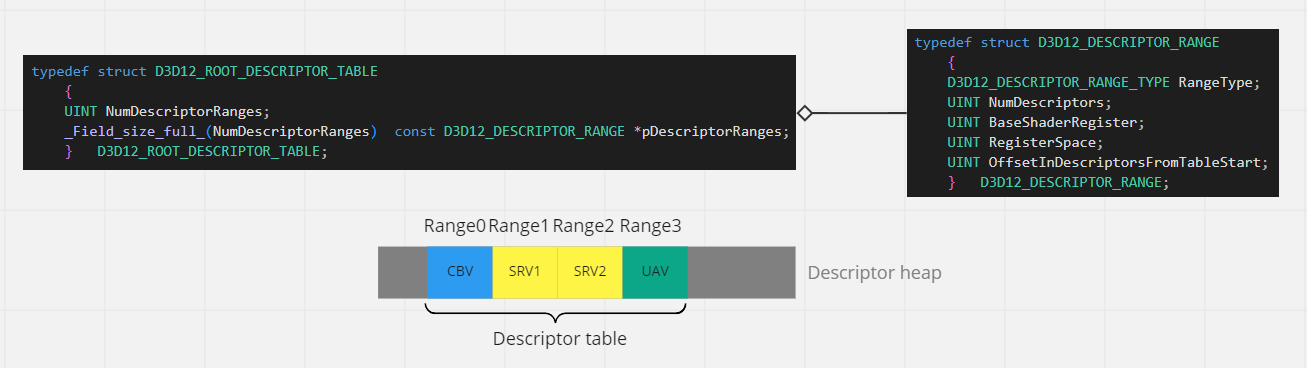 typedef struct D3D12_ROOT_DESCRIPTOR_TABLE
{
UINT NumDescriptorRanges;
_Field_size_full_(NumDescriptorRanges)  const D3D12_DESCRIPTOR_RANGE *pDescriptorRanges;
}   D3D12_ROOT_DESCRIPTOR_TABLE;
typedef struct D3D12_DESCRIPTOR_RANGE
{
D3D12_DESCRIPTOR_RANGE_TYPE RangeType;
UINT NumDescriptors;
UINT BaseShaderRegister;
UINT RegisterSpace;
UINT OffsetInDescriptorsFromTableStart;
}   D3D12_DESCRIPTOR_RANGE;
Range0 Range1 Range2 Range3
CBV SRV1 SRV2 UAV
Descriptor heap
Descriptor table